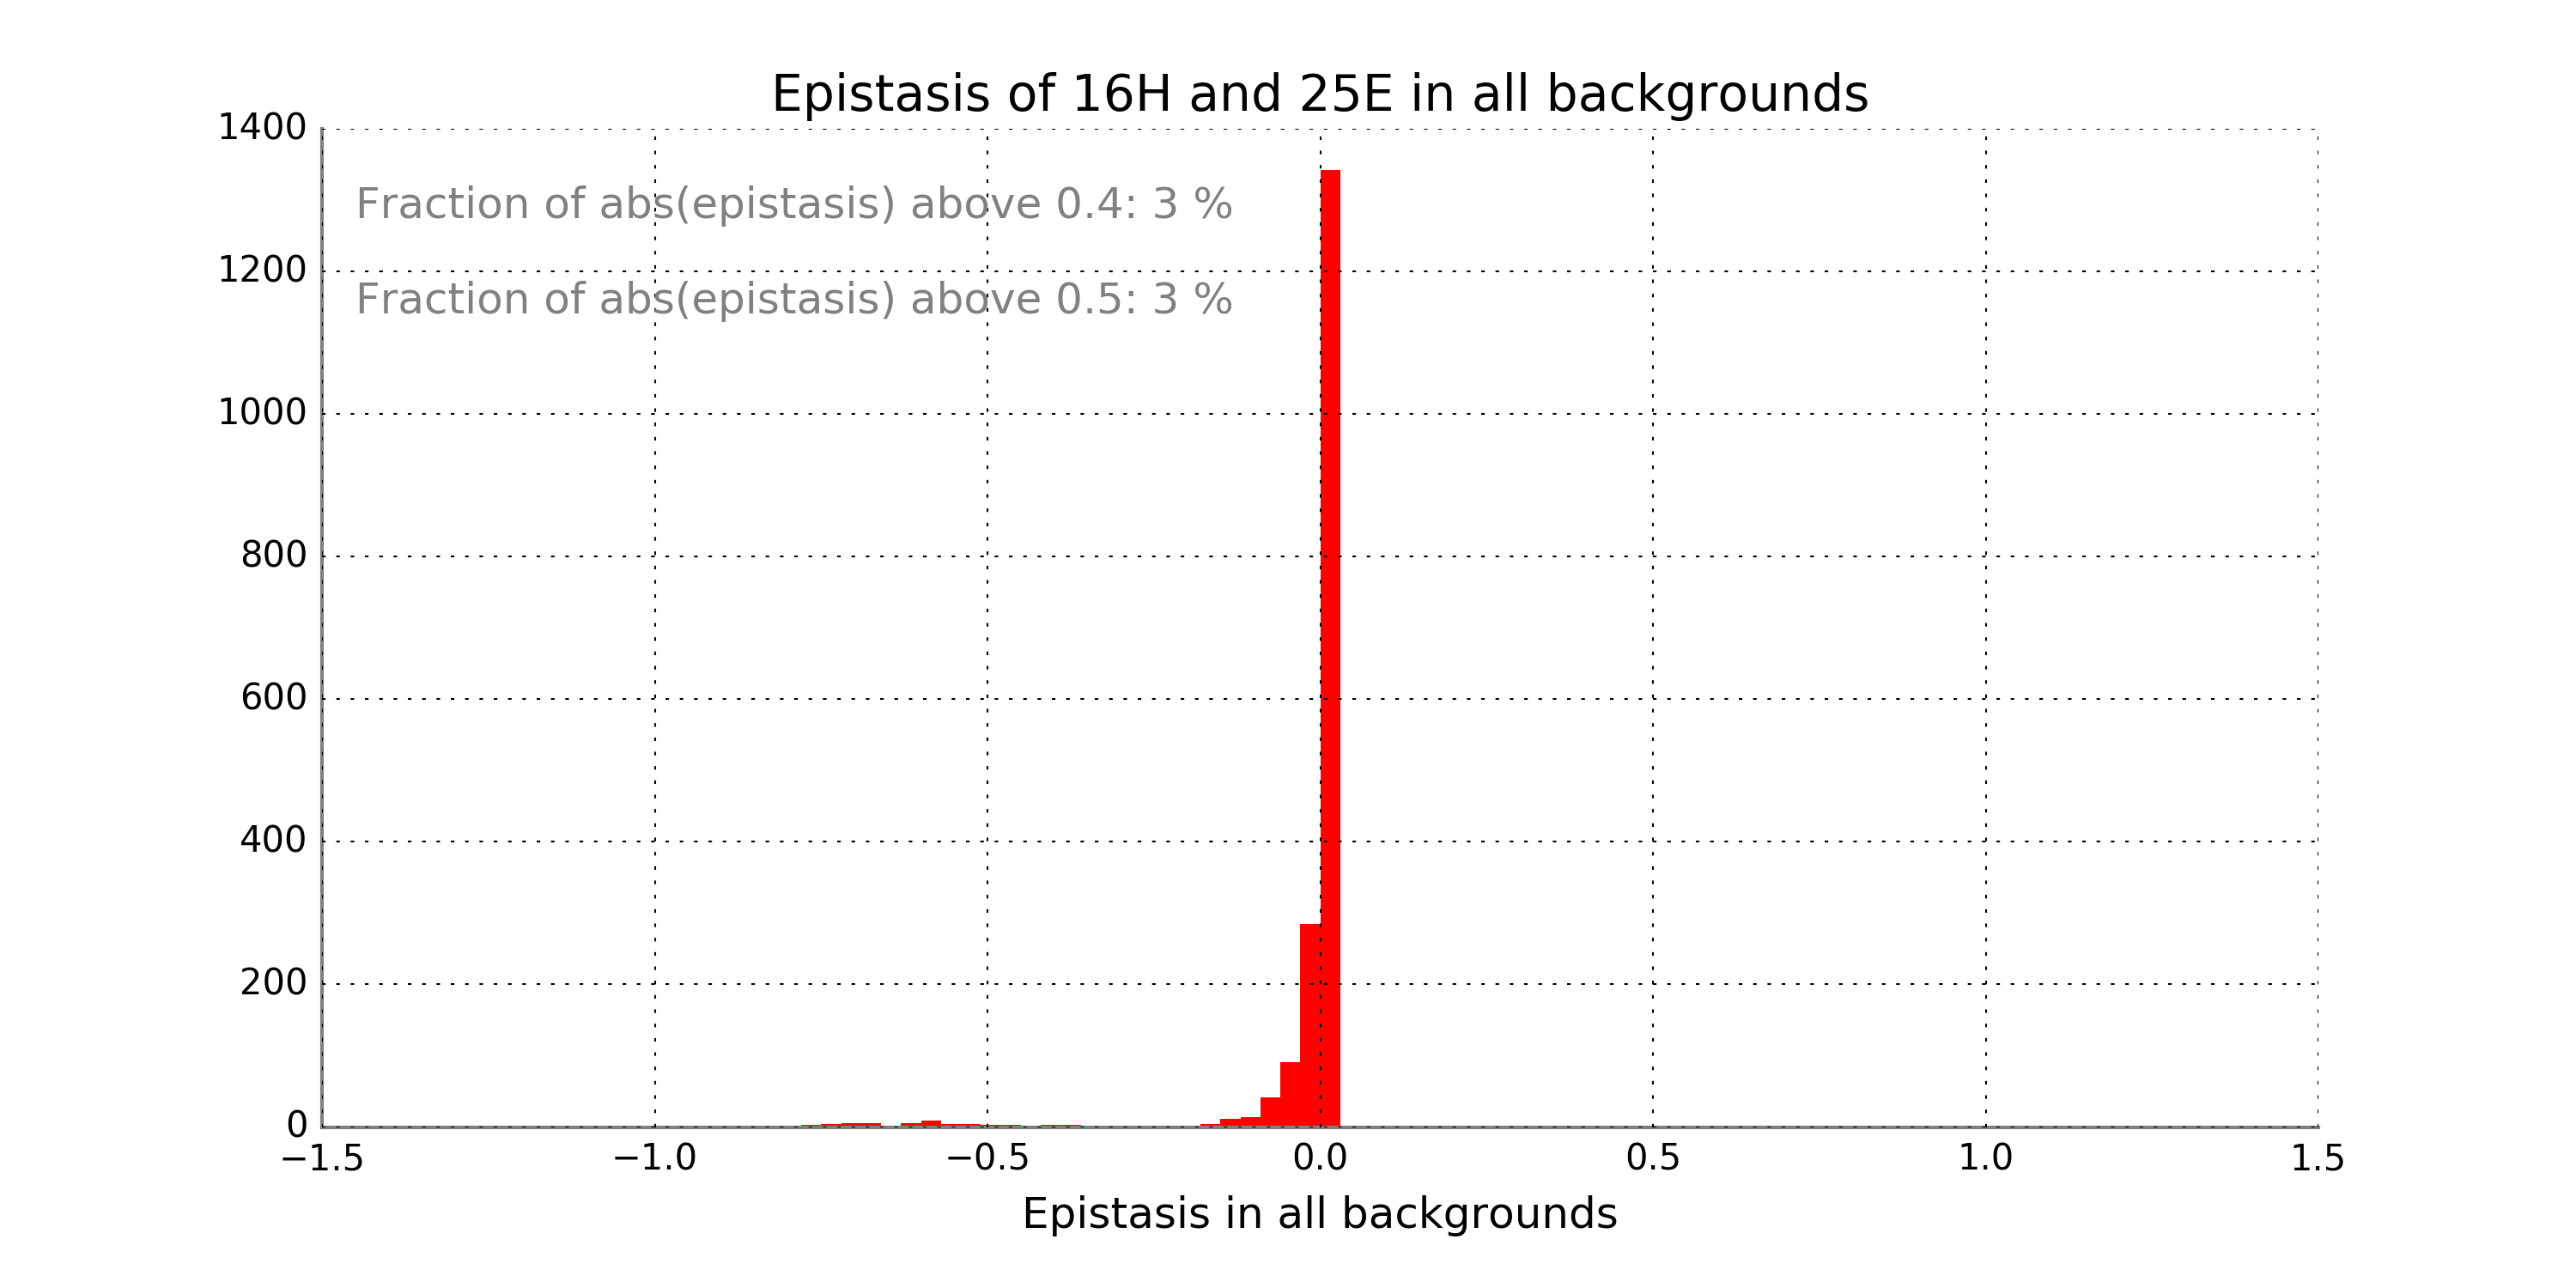 Epistasis of 16H and 25E in all backgrounds
1400
Fraction of abs(epistasis) above 0.4: 3 %
1200
Fraction of abs(epistasis) above 0.5: 3 %
1000
800
600
400
200
0
−1.5 −1.0 −0.5 0.0 0.5 1.0 1.5
Epistasis in all backgrounds